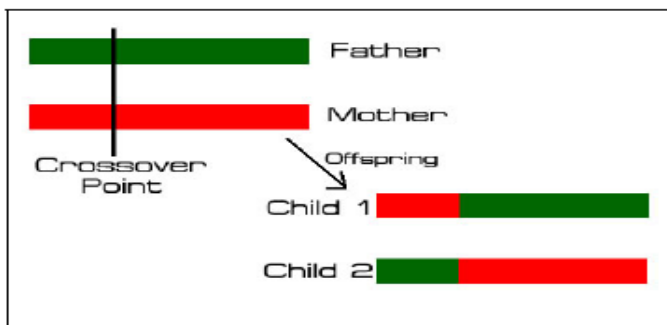 Father
Mother
Crossover
Point
Offspring
Child 1
Child 2